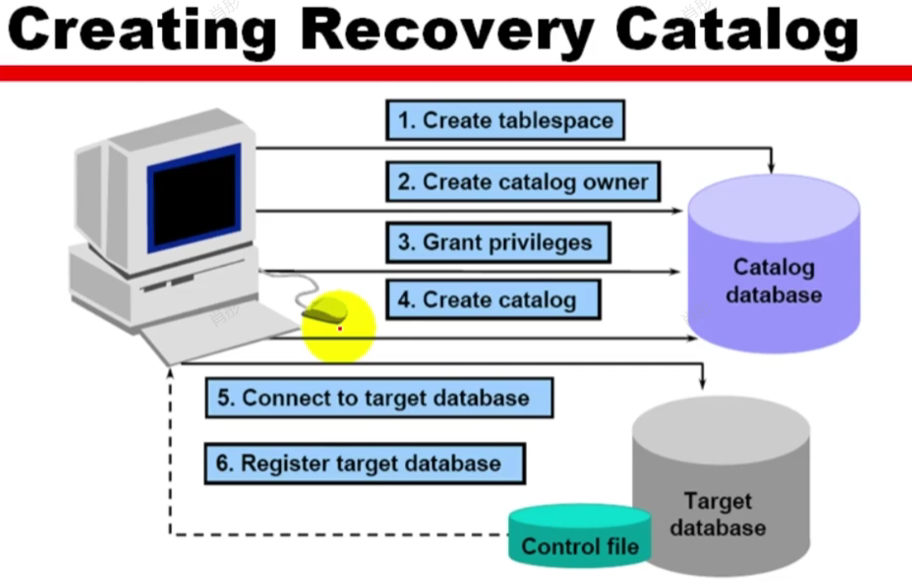 Creating Recovery Catalog
1. Create tablespace
2. Create catalog owner
3. Grant privileges
4. Create catalog
Catalog
database
5. Connect to target database
6. Register target database
Target
database
Control file